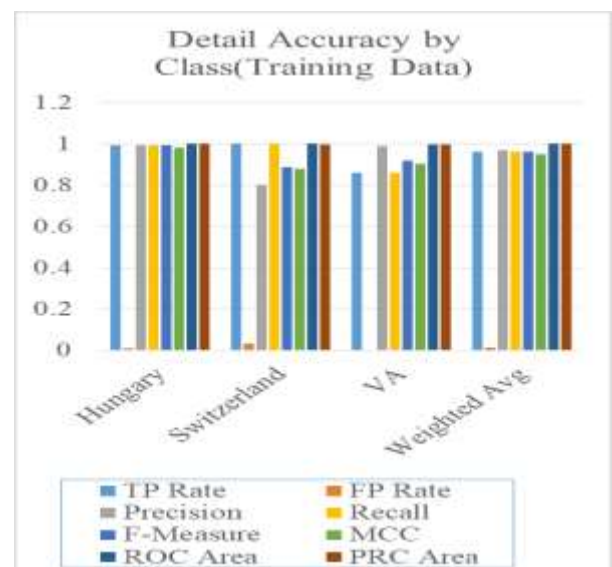 Detail Accuracy by
Class(Training Data)
1.2
1
0.8
0.6
0.4
0.2
0
Hungary
Switzerland
VA
Weighted Avg
TP Rate FP Rate
Precision Recall
F-Measure MCC
ROC Area PRC Area